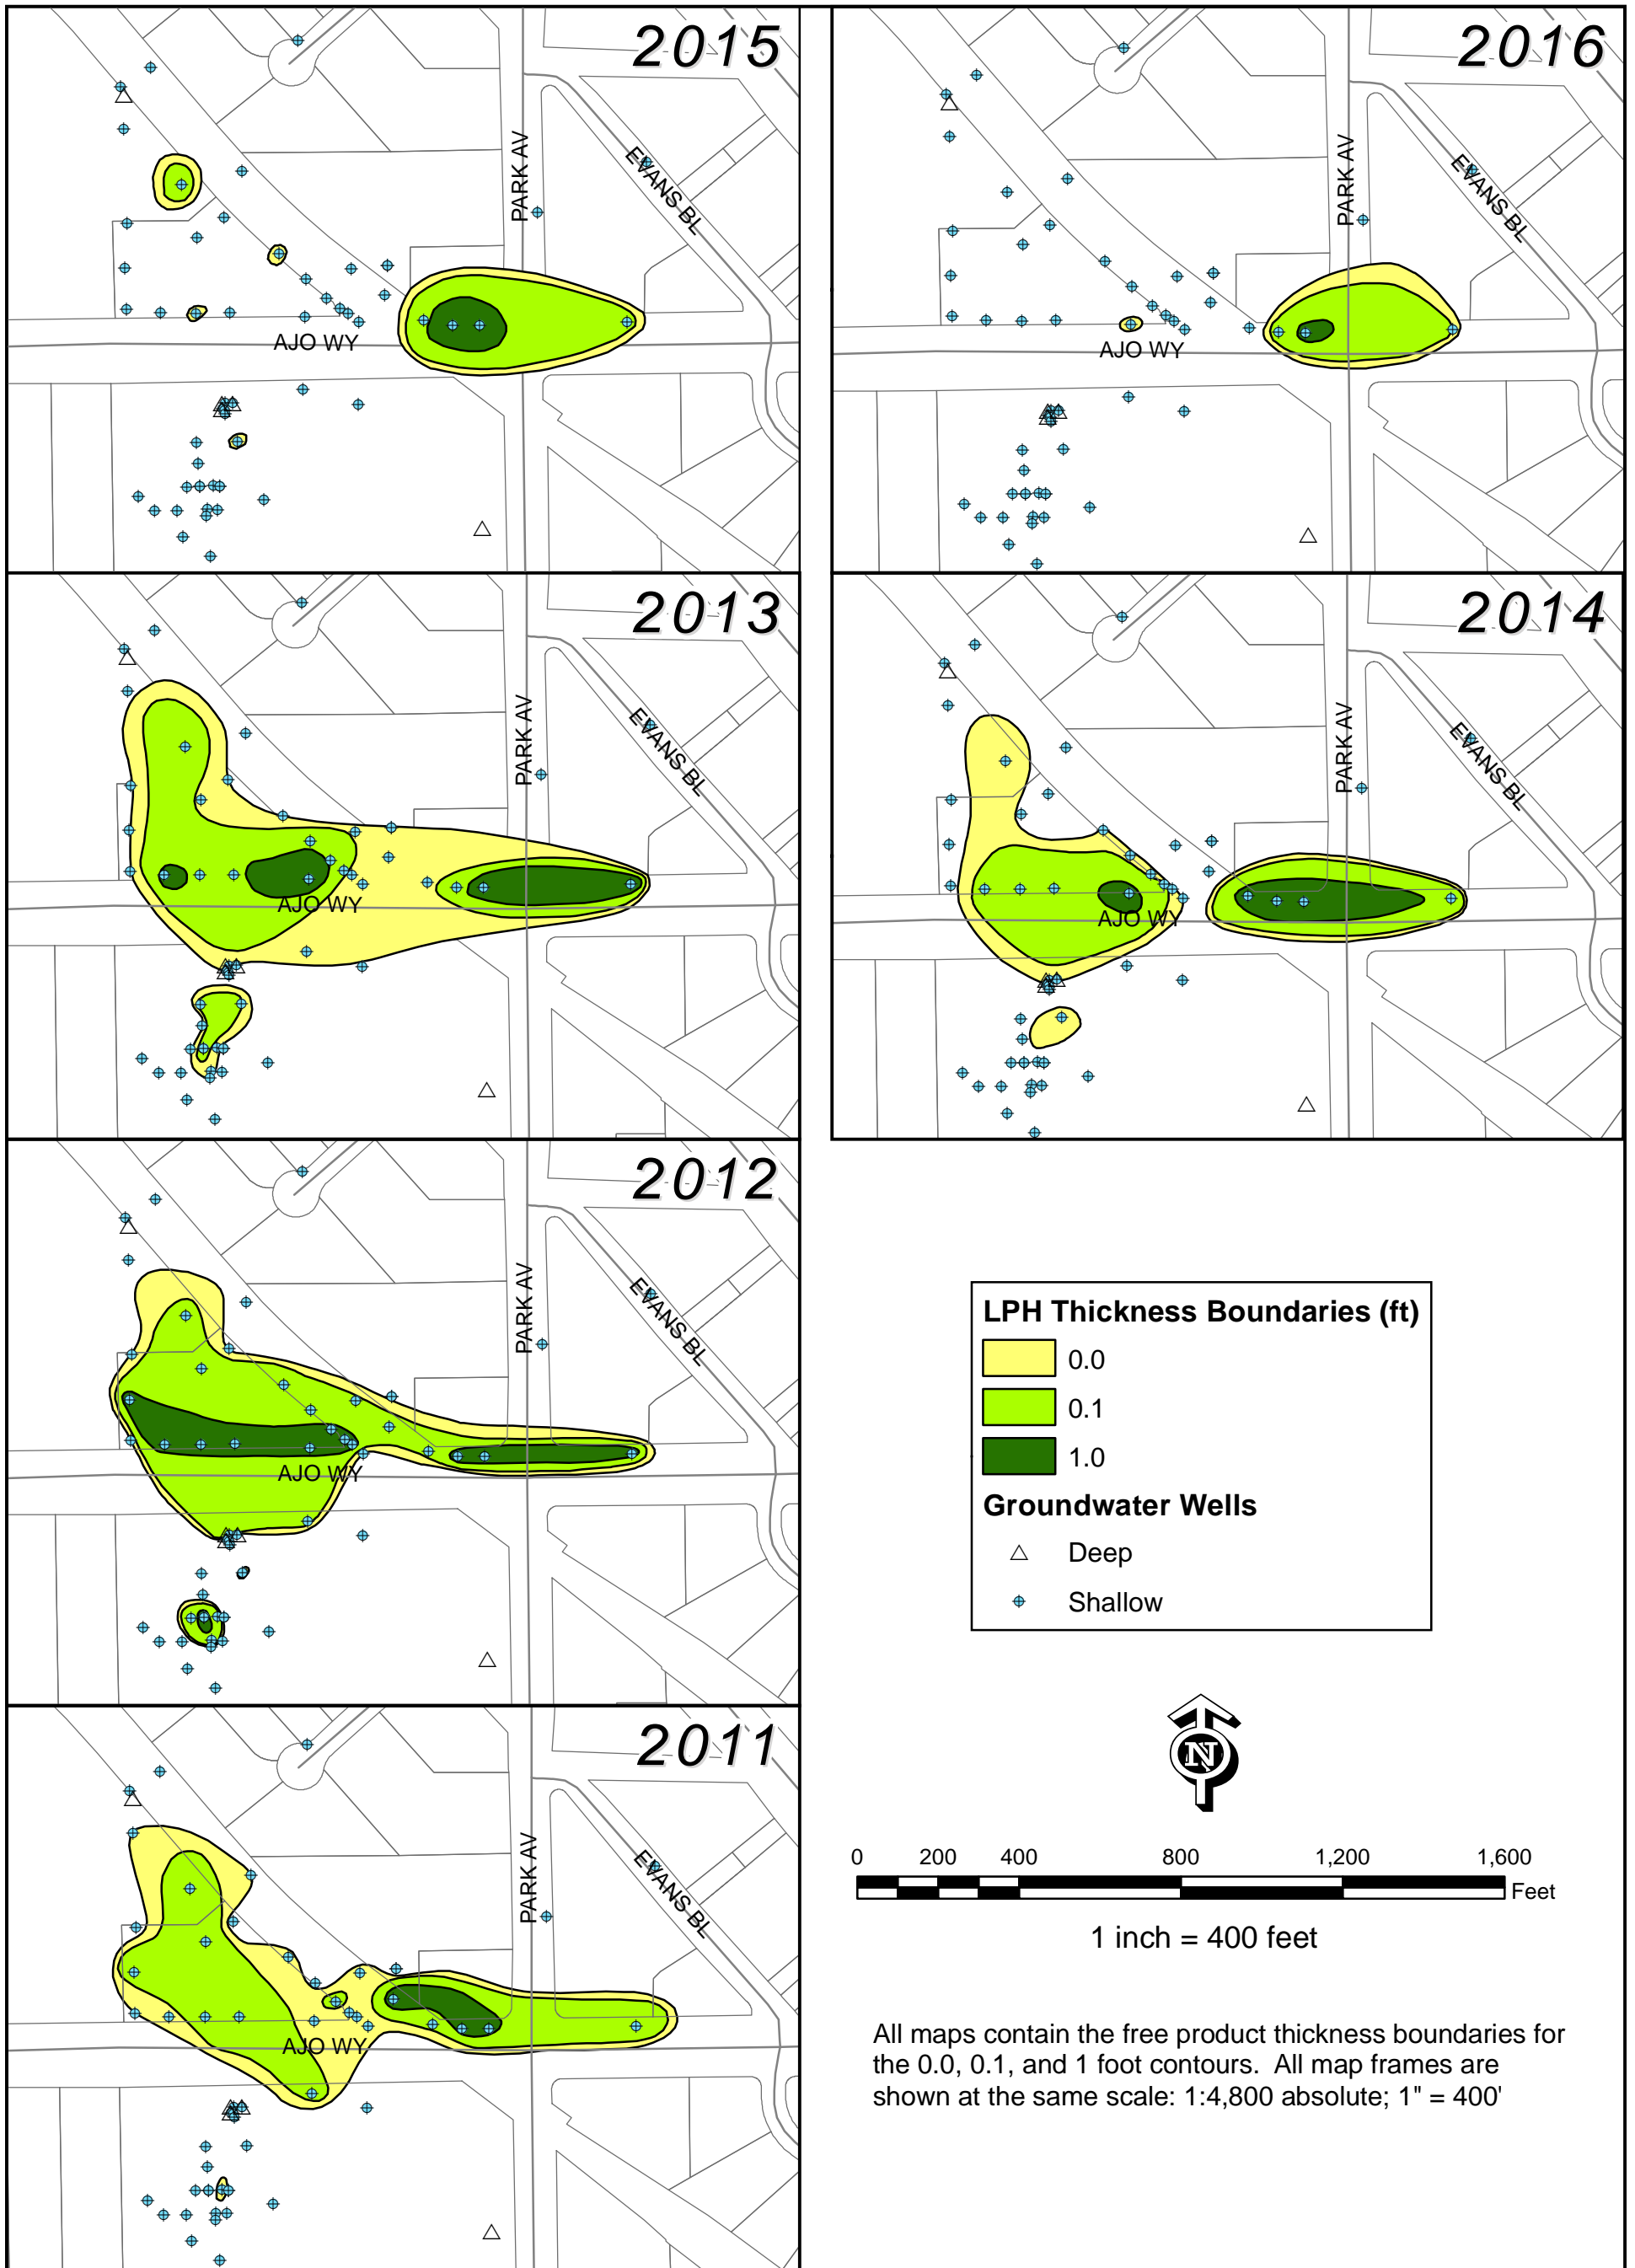 2015
PARK AV
EVANS BL
AJO WY
2016
PARK AV
EVANS BL
AJO WY
2013
PARK AV
EVANS BL
AJO WY
2014
PARK AV
EVANS BL
AJO WY
2012
PARK AV
EVANS BL
AJO WY
LPH Thickness Boundaries (ft)
0.0
0.1
1.0
Groundwater Wells
Deep
Shallow
2011
PARK AV
EVANS BL
AJO WY
N
0 200 400 800 1,200 1,600
Feet
1 inch = 400 feet
All maps contain the free product thickness boundaries for
the 0.0, 0.1, and 1 foot contours. All map frames are
shown at the same scale: 1:4,800 absolute; 1" = 400'